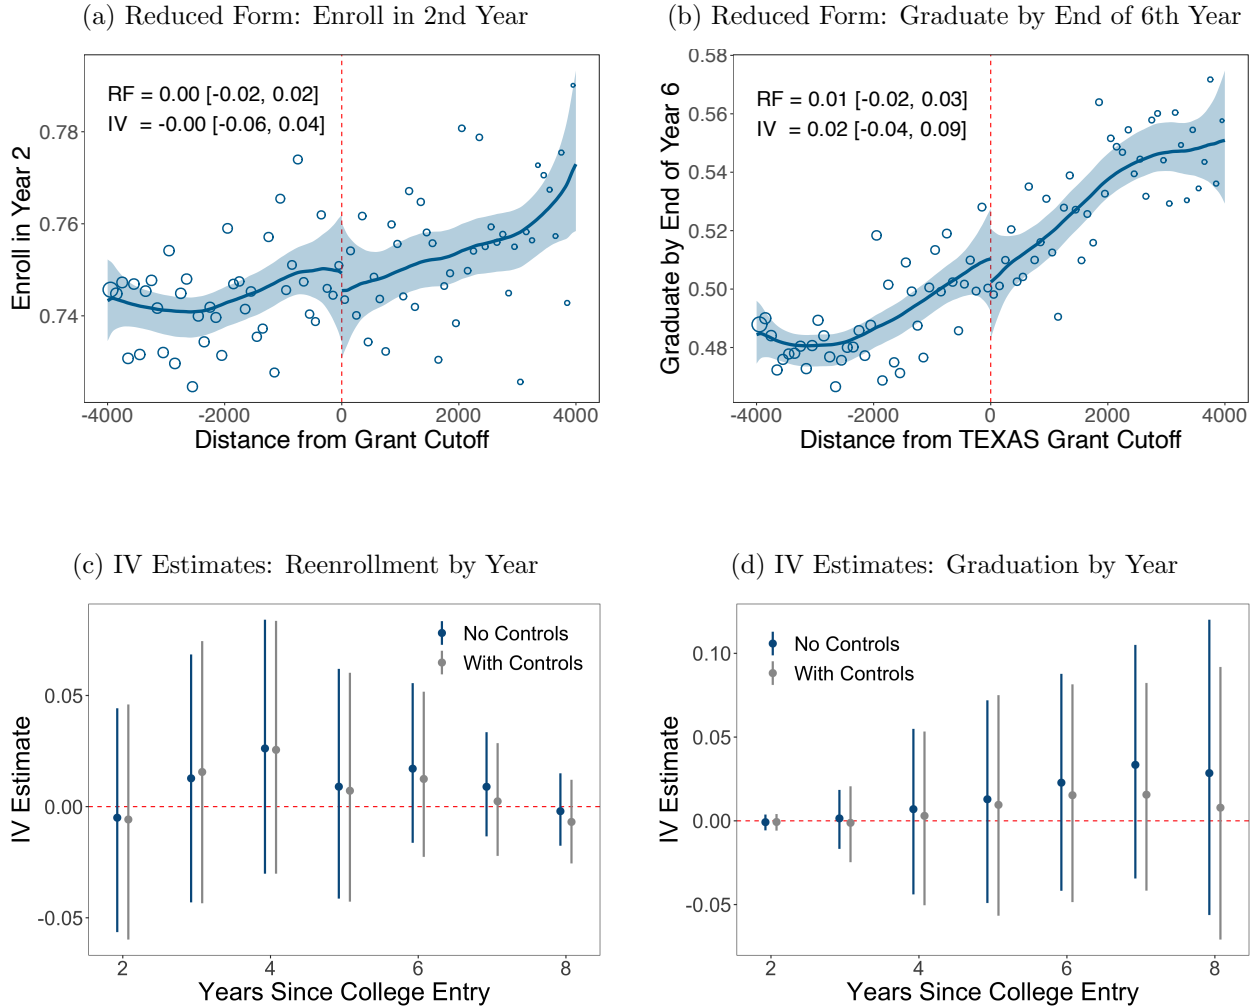 (a) Reduced Form: Enroll in 2nd Year
RF = 0.00 [-0.02, 0.02]
IV = -0.00 [-0.06, 0.04]
Enroll in Year 2
0.78
0.76
0.74
-4000 -2000 0 2000 4000
Distance from Grant Cutoff
(b) Reduced Form: Graduate by End of 6th Year
RF = 0.01 [-0.02, 0.03]
IV = 0.02 [-0.04, 0.09]
Graduate by End of Year 6
0.58
0.56
0.54
0.52
0.50
0.48
-4000 -2000 0 2000 4000
Distance from TEXAS Grant Cutoff
(c) IV Estimates: Reenrollment by Year
No Controls
With Controls
IV Estimate
0.05
0.00
-0.05
2 4 6 8
Years Since College Entry
(d) IV Estimates: Graduation by Year
No Controls
With Controls
IV Estimate
0.10
0.05
0.00
-0.05
2 4 6 8
Years Since College Entry